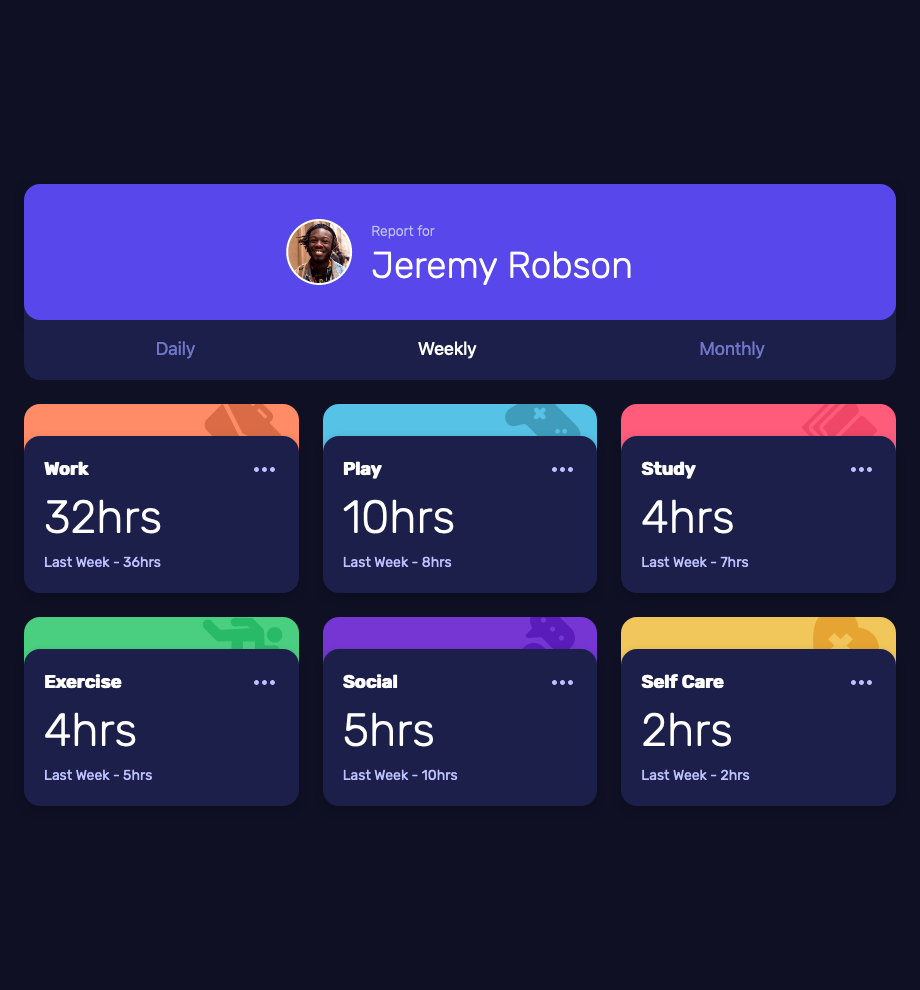 Report for
Jeremy Robson
Daily Weekly Monthly
Work
32hrs
Last Week - 36hrs
Play
10hrs
Last Week - 8hrs
Study
4hrs
Last Week - 7hrs
Exercise
4hrs
Last Week - 5hrs
Social
5hrs
Last Week - 10hrs
Self Care
2hrs
Last Week - 2hrs